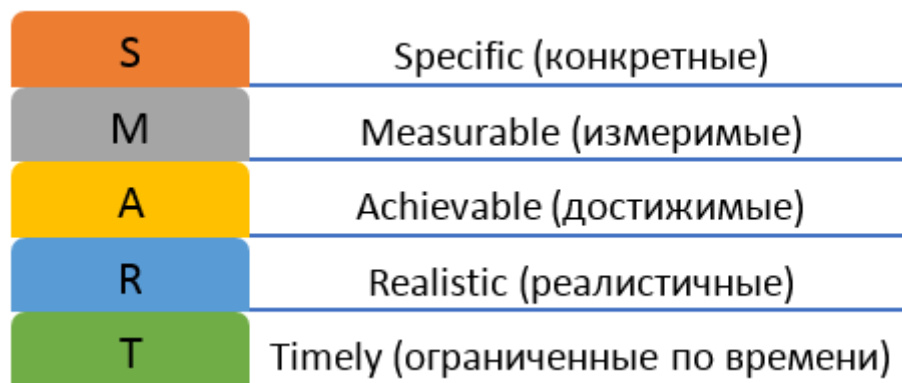 S Specific (конкретные)
M Measurable (измеримые)
A Achievable (достижимые)
R Realistic (реалистичные)
T Timely (ограниченные по времени)